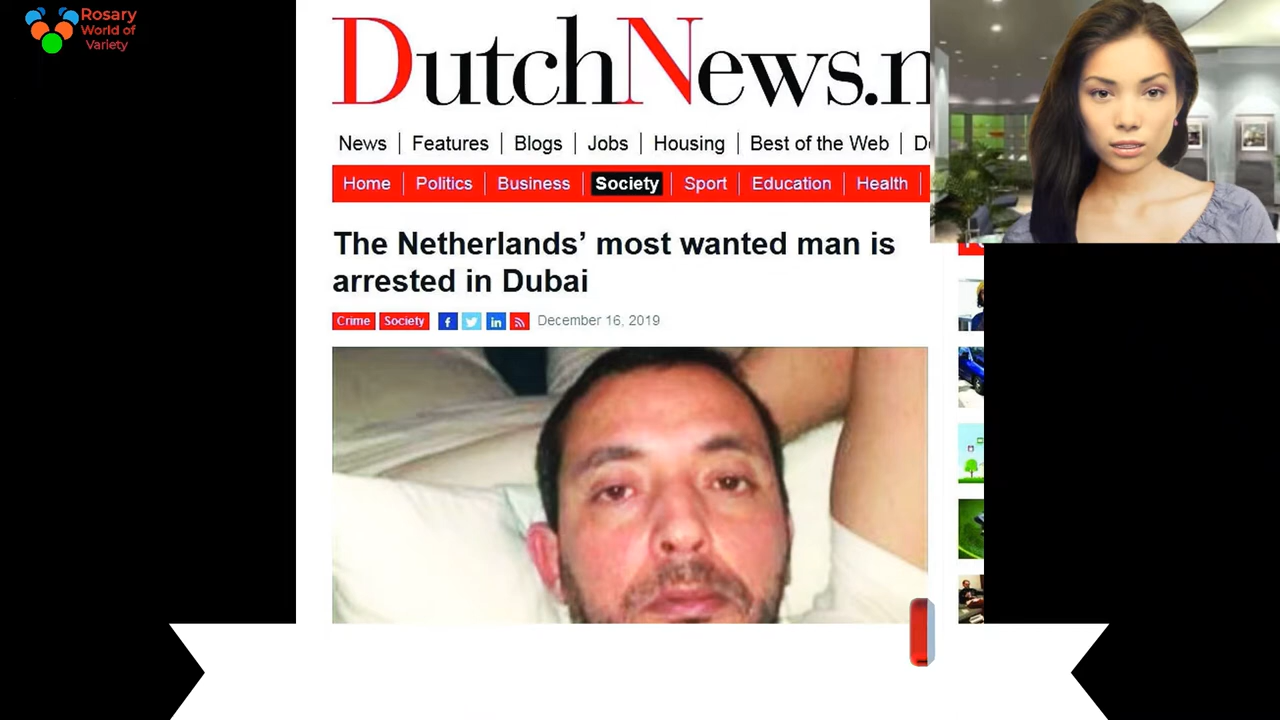 Rosary
World of
Variety
DutchNews.n
News | Features | Blogs | Jobs | Housing | Best of the Web | D
Home | Politics | Business | Society | Sport | Education | Health |
The Netherlands’ most wanted man is
arrested in Dubai
Crime Society f in December 16, 2019